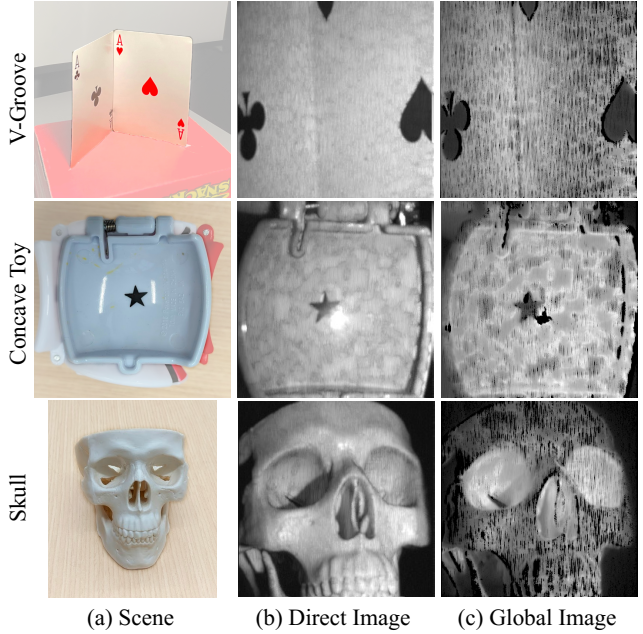 V-Groove
A
A
A
Concave Toy
Skull
(a) Scene
(b) Direct Image
(c) Global Image